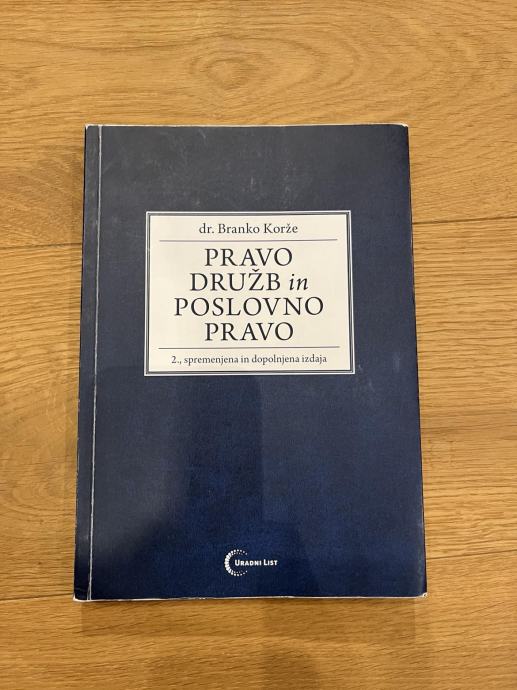 dr. Branko Korže
PRAVO
DRUŽB in
POSLOVNO
PRAVO
2., spremenjena in dopolnjena izdaja
URADNI LIST